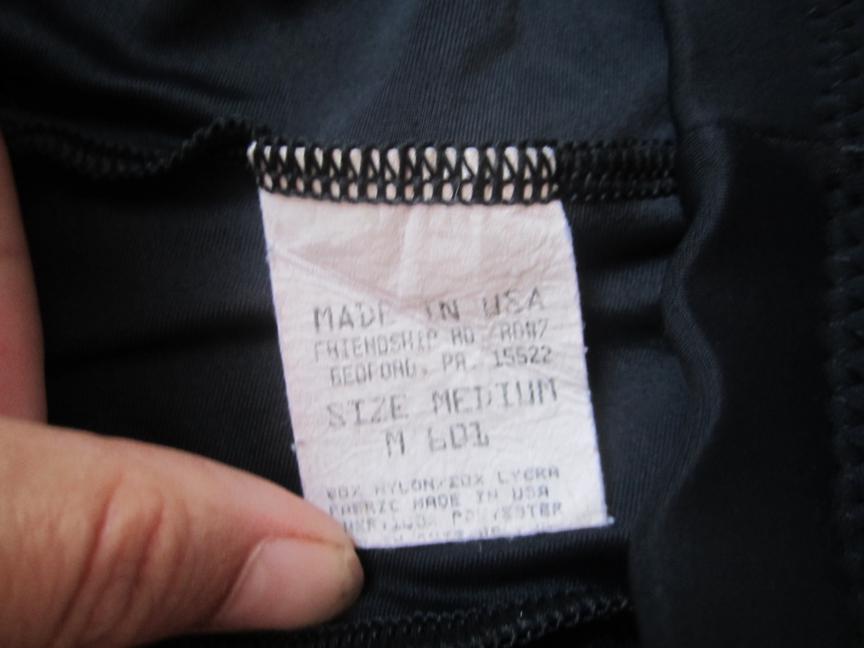 MADE IN USA
FRIENDSHIP RD
BEDFORD, PA. 15522
SIZE MEDIUM
M 601
80% NYLON/20% LYCRA
FABRIC MADE IN USA
POLYESTER